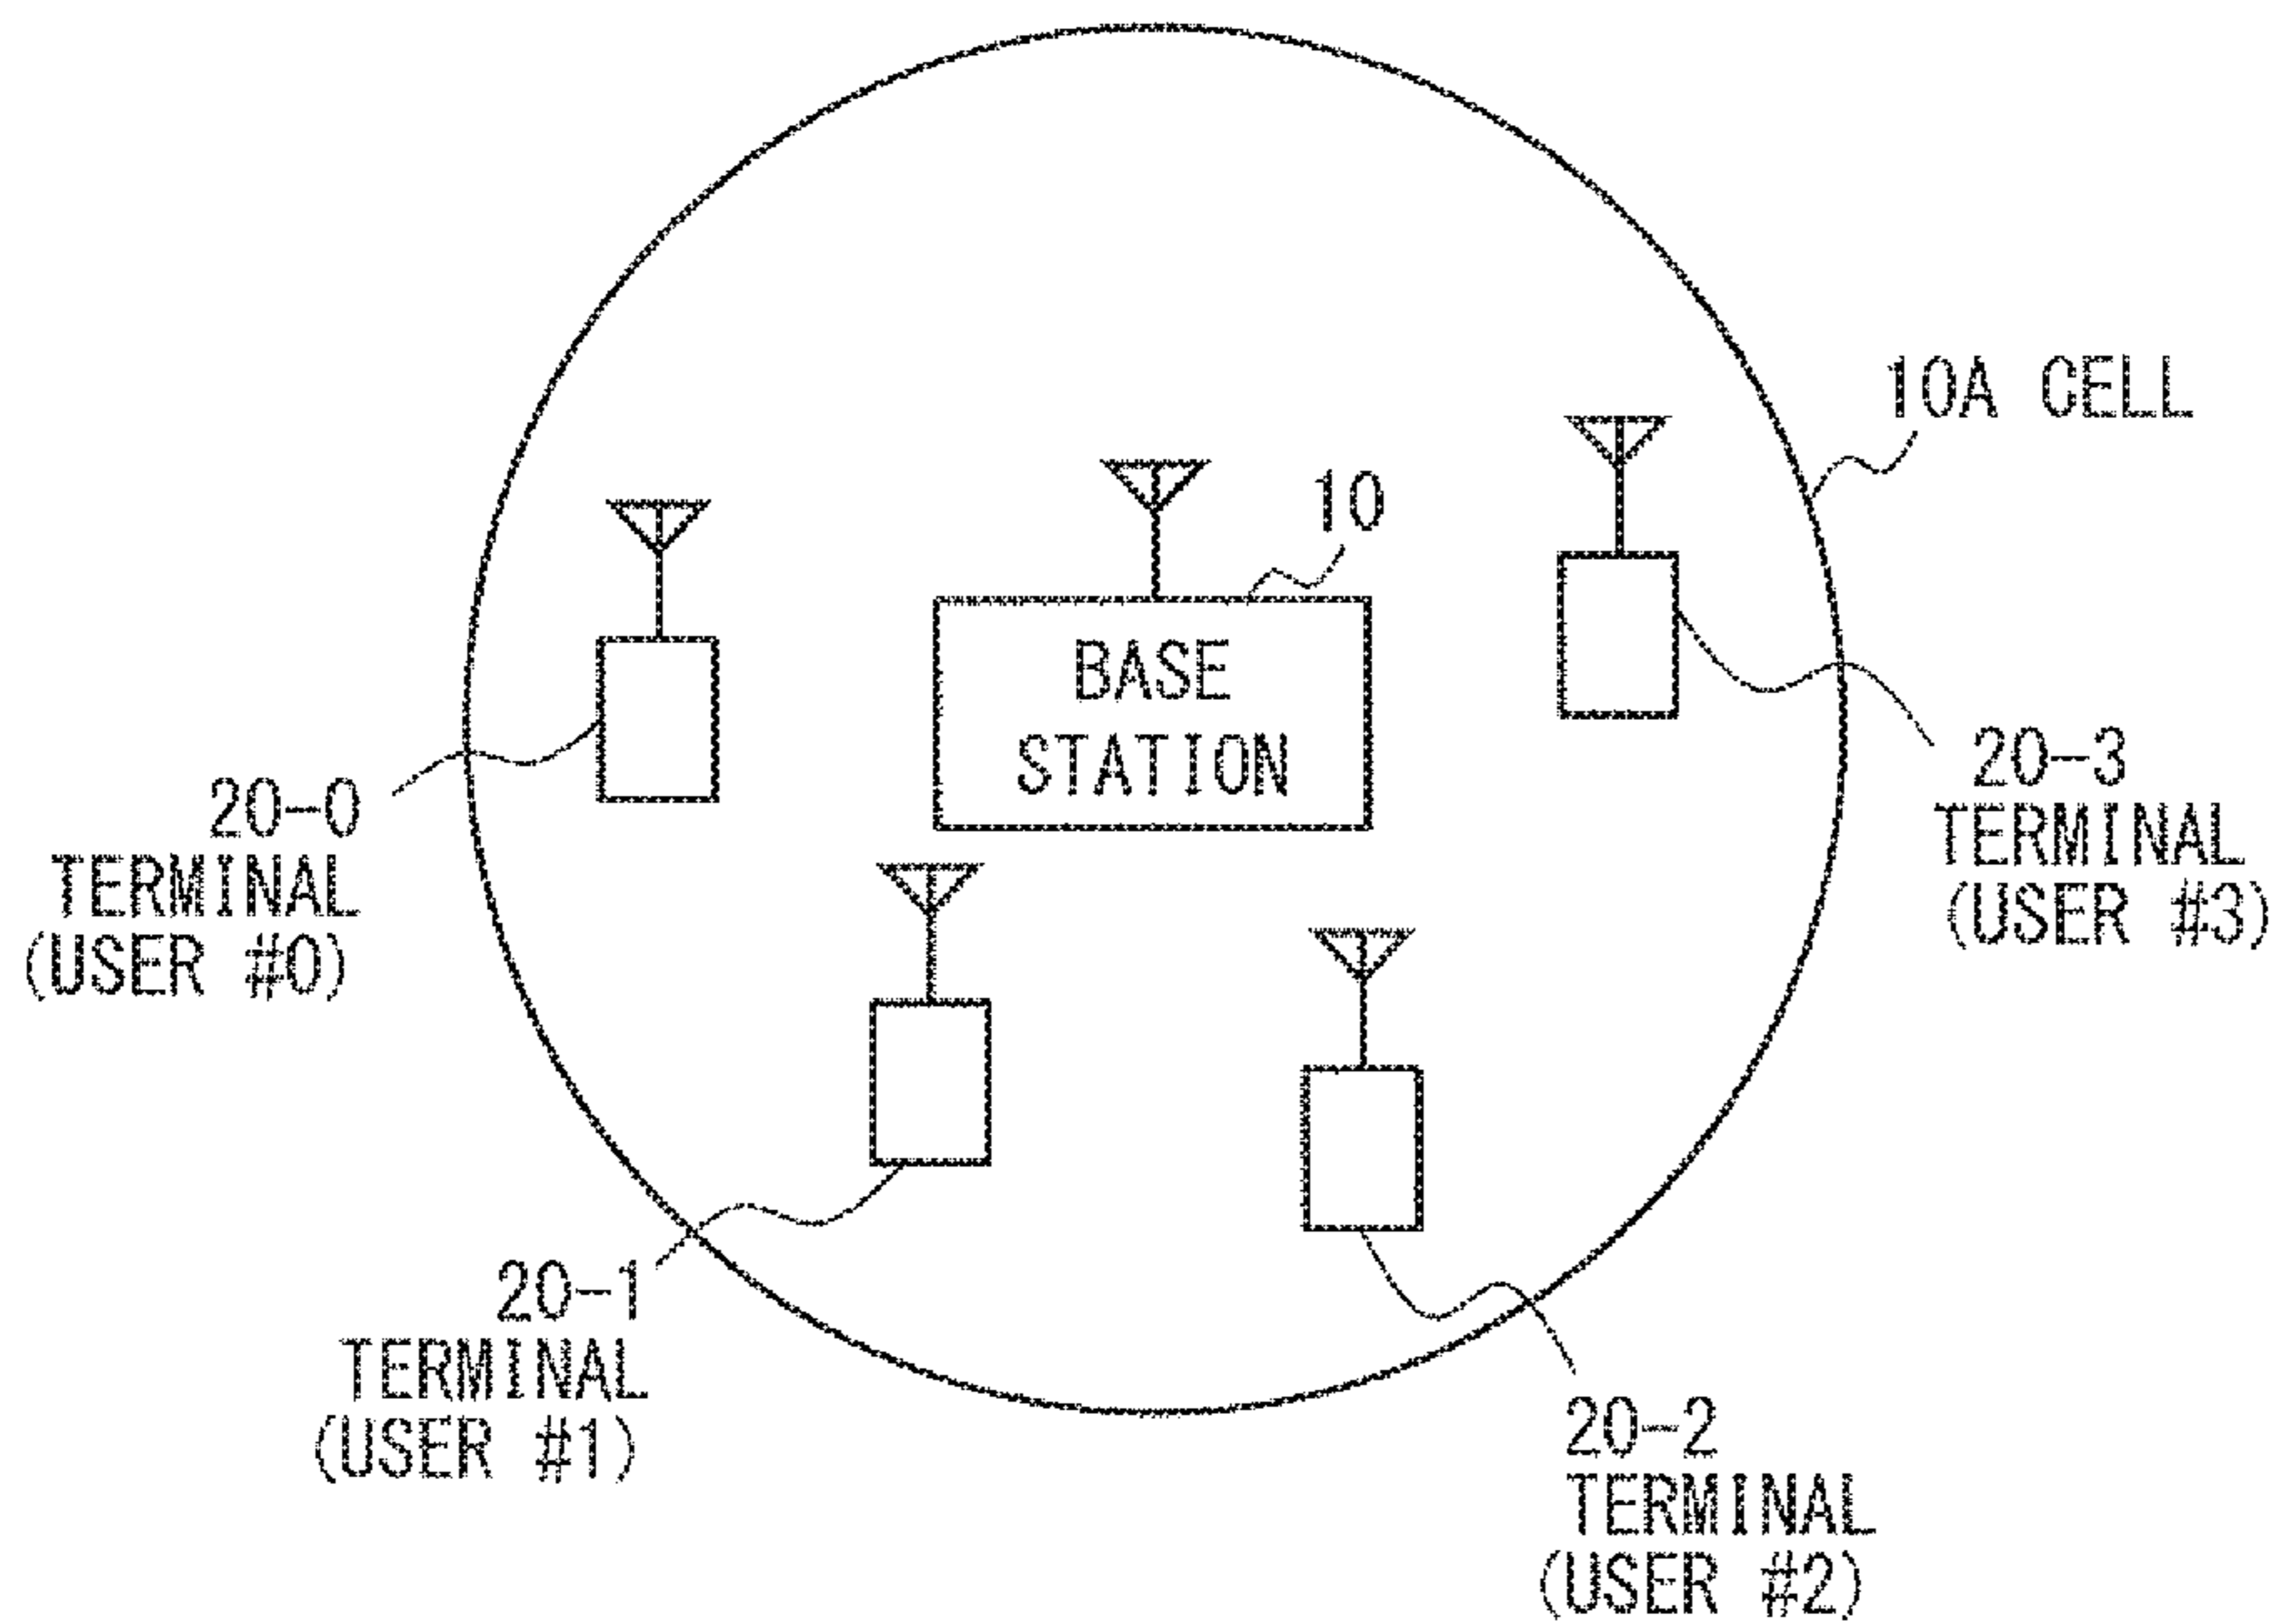 10A CELL
10
BASE
STATION
20-0
TERMINAL
(USER #0)
20-3
TERMINAL
(USER #3)
20-1
TERMINAL
(USER #1)
20-2
TERMINAL
(USER #2)